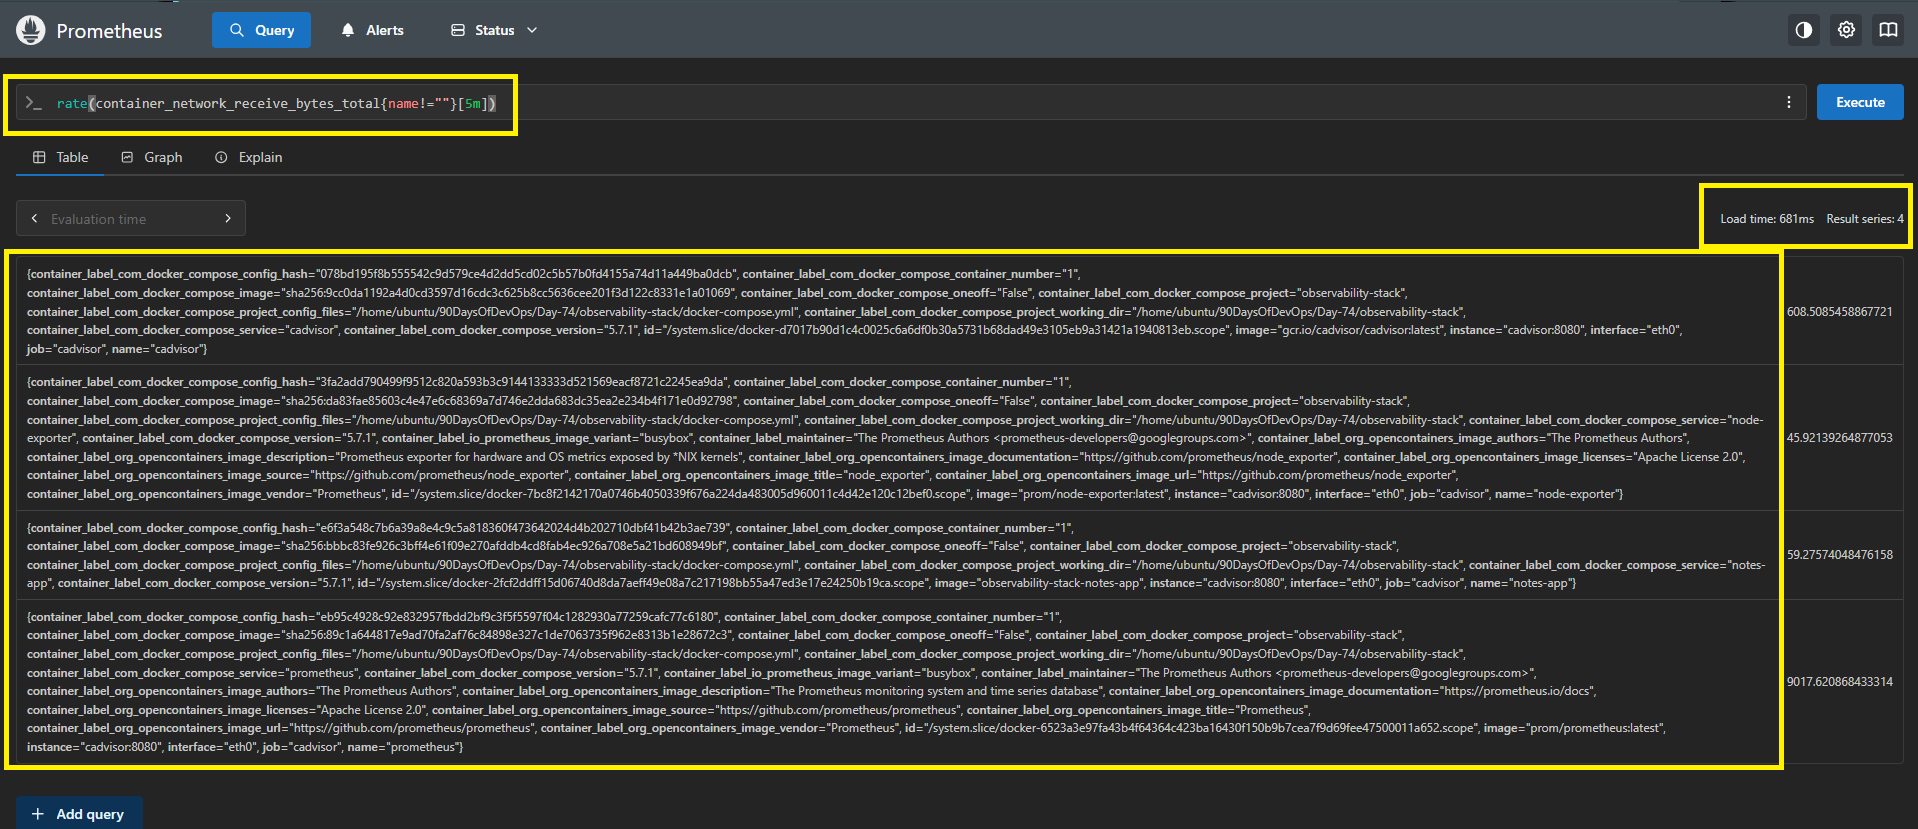 Prometheus
Query
Alerts
Status
rate(container_network_receive_bytes_total{name!=""}[5m])
Execute
Table
Graph
Explain
Evaluation time
Load time: 681ms Result series: 4
{container_label_com_docker_compose_config_hash="078bd195f8b555542c9d579ce4d2dd5cd02c5b57b0fd4155a74d11a449ba0dcb", container_label_com_docker_compose_container_number="1",
container_label_com_docker_compose_image="sha256:9cc0da1192a4d0cd3597d16cdc3c625b8cc5636cee201f3d122c8331e1a01069", container_label_com_docker_compose_oneoff="False", container_label_com_docker_compose_project="observability-stack",
container_label_com_docker_compose_project_config_files="/home/ubuntu/90DaysOfDevOps/Day-74/observability-stack/docker-compose.yml", container_label_com_docker_compose_project_working_dir="/home/ubuntu/90DaysOfDevOps/Day-74/observability-stack",
container_label_com_docker_compose_service="cadvisor", container_label_com_docker_compose_version="5.7.1", id="/system.slice/docker-d7017b90d1c4c0025c6a6df0b30a5731b68dad49e3105eb9a31421a1940813eb.scope", image="gcr.io/cadvisor/cadvisor:latest", instance="cadvisor:8080", interface="eth0",
job="cadvisor", name="cadvisor"}
608.5085458867721
{container_label_com_docker_compose_config_hash="3fa2add790499f9512c820a593b3c9144133333d521569eacf8721c2245ea9da", container_label_com_docker_compose_container_number="1",
container_label_com_docker_compose_image="sha256:da83fae85603c4e47e6c68369a7d746e2dda683dc35ea2e234b4f171e0d92798", container_label_com_docker_compose_oneoff="False", container_label_com_docker_compose_project="observability-stack",
container_label_com_docker_compose_project_config_files="/home/ubuntu/90DaysOfDevOps/Day-74/observability-stack/docker-compose.yml", container_label_com_docker_compose_project_working_dir="/home/ubuntu/90DaysOfDevOps/Day-74/observability-stack", container_label_com_docker_compose_service="node-
exporter", container_label_com_docker_compose_version="5.7.1", container_label_io_prometheus_image_variant="busybox", container_label_maintainer="The Prometheus Authors <prometheus-developers@googlegroups.com>", container_label_org_opencontainers_image_authors="The Prometheus Authors",
container_label_org_opencontainers_image_description="Prometheus exporter for hardware and OS metrics exposed by *NIX kernels", container_label_org_opencontainers_image_documentation="https://github.com/prometheus/node_exporter", container_label_org_opencontainers_image_licenses="Apache License 2.0",
container_label_org_opencontainers_image_source="https://github.com/prometheus/node_exporter", container_label_org_opencontainers_image_title="node_exporter", container_label_org_opencontainers_image_url="https://github.com/prometheus/node_exporter",
container_label_org_opencontainers_image_vendor="Prometheus", id="/system.slice/docker-7bc8f2142170a0746b4050339f676a224da483005d960011c4d42e120c12bef0.scope", image="prom/node-exporter:latest", instance="cadvisor:8080", interface="eth0", job="cadvisor", name="node-exporter"}
45.92139264877053
{container_label_com_docker_compose_config_hash="e6f3a548c7b6a39a8e4c9c5a818360f473642024d4b202710dbf41b42b3ae739", container_label_com_docker_compose_container_number="1",
container_label_com_docker_compose_image="sha256:bbbc83fe926c3bff4e61f09e270afddb4cd8fab4ec926a708e5a21bd608949bf", container_label_com_docker_compose_oneoff="False", container_label_com_docker_compose_project="observability-stack",
container_label_com_docker_compose_project_config_files="/home/ubuntu/90DaysOfDevOps/Day-74/observability-stack/docker-compose.yml", container_label_com_docker_compose_project_working_dir="/home/ubuntu/90DaysOfDevOps/Day-74/observability-stack", container_label_com_docker_compose_service="notes-
app", container_label_com_docker_compose_version="5.7.1", id="/system.slice/docker-2fcf2ddff15d06740d8da7aeff49e08a7c217198bb55a47ed3e17e24250b19ca.scope", image="observability-stack-notes-app", instance="cadvisor:8080", interface="eth0", job="cadvisor", name="notes-app"}
59.27574048476158
{container_label_com_docker_compose_config_hash="eb95c4928c92e832957fbdd2bf9c3f5f5597f04c1282930a77259cafc77c6180", container_label_com_docker_compose_container_number="1",
container_label_com_docker_compose_image="sha256:89c1a644817e9ad70fa2af76c84898e327c1de7063735f962e8313b1e28672c3", container_label_com_docker_compose_oneoff="False", container_label_com_docker_compose_project="observability-stack",
container_label_com_docker_compose_project_config_files="/home/ubuntu/90DaysOfDevOps/Day-74/observability-stack/docker-compose.yml", container_label_com_docker_compose_project_working_dir="/home/ubuntu/90DaysOfDevOps/Day-74/observability-stack",
container_label_com_docker_compose_service="prometheus", container_label_com_docker_compose_version="5.7.1", container_label_io_prometheus_image_variant="busybox", container_label_maintainer="The Prometheus Authors <prometheus-developers@googlegroups.com>",
container_label_org_opencontainers_image_authors="The Prometheus Authors", container_label_org_opencontainers_image_description="The Prometheus monitoring system and time series database", container_label_org_opencontainers_image_documentation="https://prometheus.io/docs",
container_label_org_opencontainers_image_licenses="Apache License 2.0", container_label_org_opencontainers_image_source="https://github.com/prometheus/prometheus", container_label_org_opencontainers_image_title="Prometheus",
container_label_org_opencontainers_image_url="https://github.com/prometheus/prometheus", container_label_org_opencontainers_image_vendor="Prometheus", id="/system.slice/docker-6523a3e97fa43b4f64364c423ba16430f150b9b7cea7f9d69fee47500011a652.scope", image="prom/prometheus:latest",
instance="cadvisor:8080", interface="eth0", job="cadvisor", name="prometheus"}
9017.620868433314
Add query